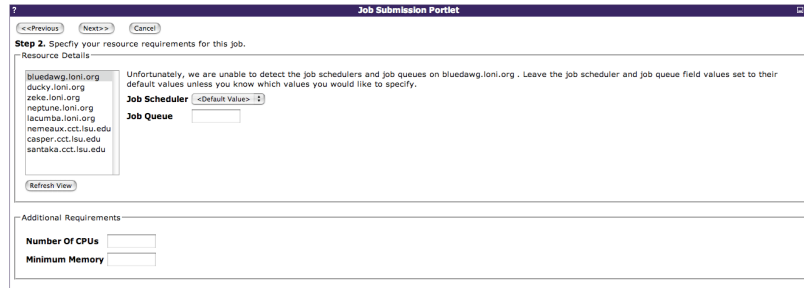 ?
Job Submission Portlet
<<Previous Next>> Cancel
Step 2. Specfiy your resource requirements for this job.
Resource Details
bluedawg.loni.org
ducky.loni.org
zeke.loni.org
neptune.loni.org
lacumba.loni.org
nemeaux.cct.lsu.edu
casper.cct.lsu.edu
santaka.cct.lsu.edu
Unfortunately, we are unable to detect the job schedulers and job queues on bluedawg.loni.org . Leave the job scheduler and job queue field values set to their
default values unless you know which values you would like to specify.
Job Scheduler <Default Value>
Job Queue
Refresh View
Additional Requirements
Number Of CPUs
Minimum Memory